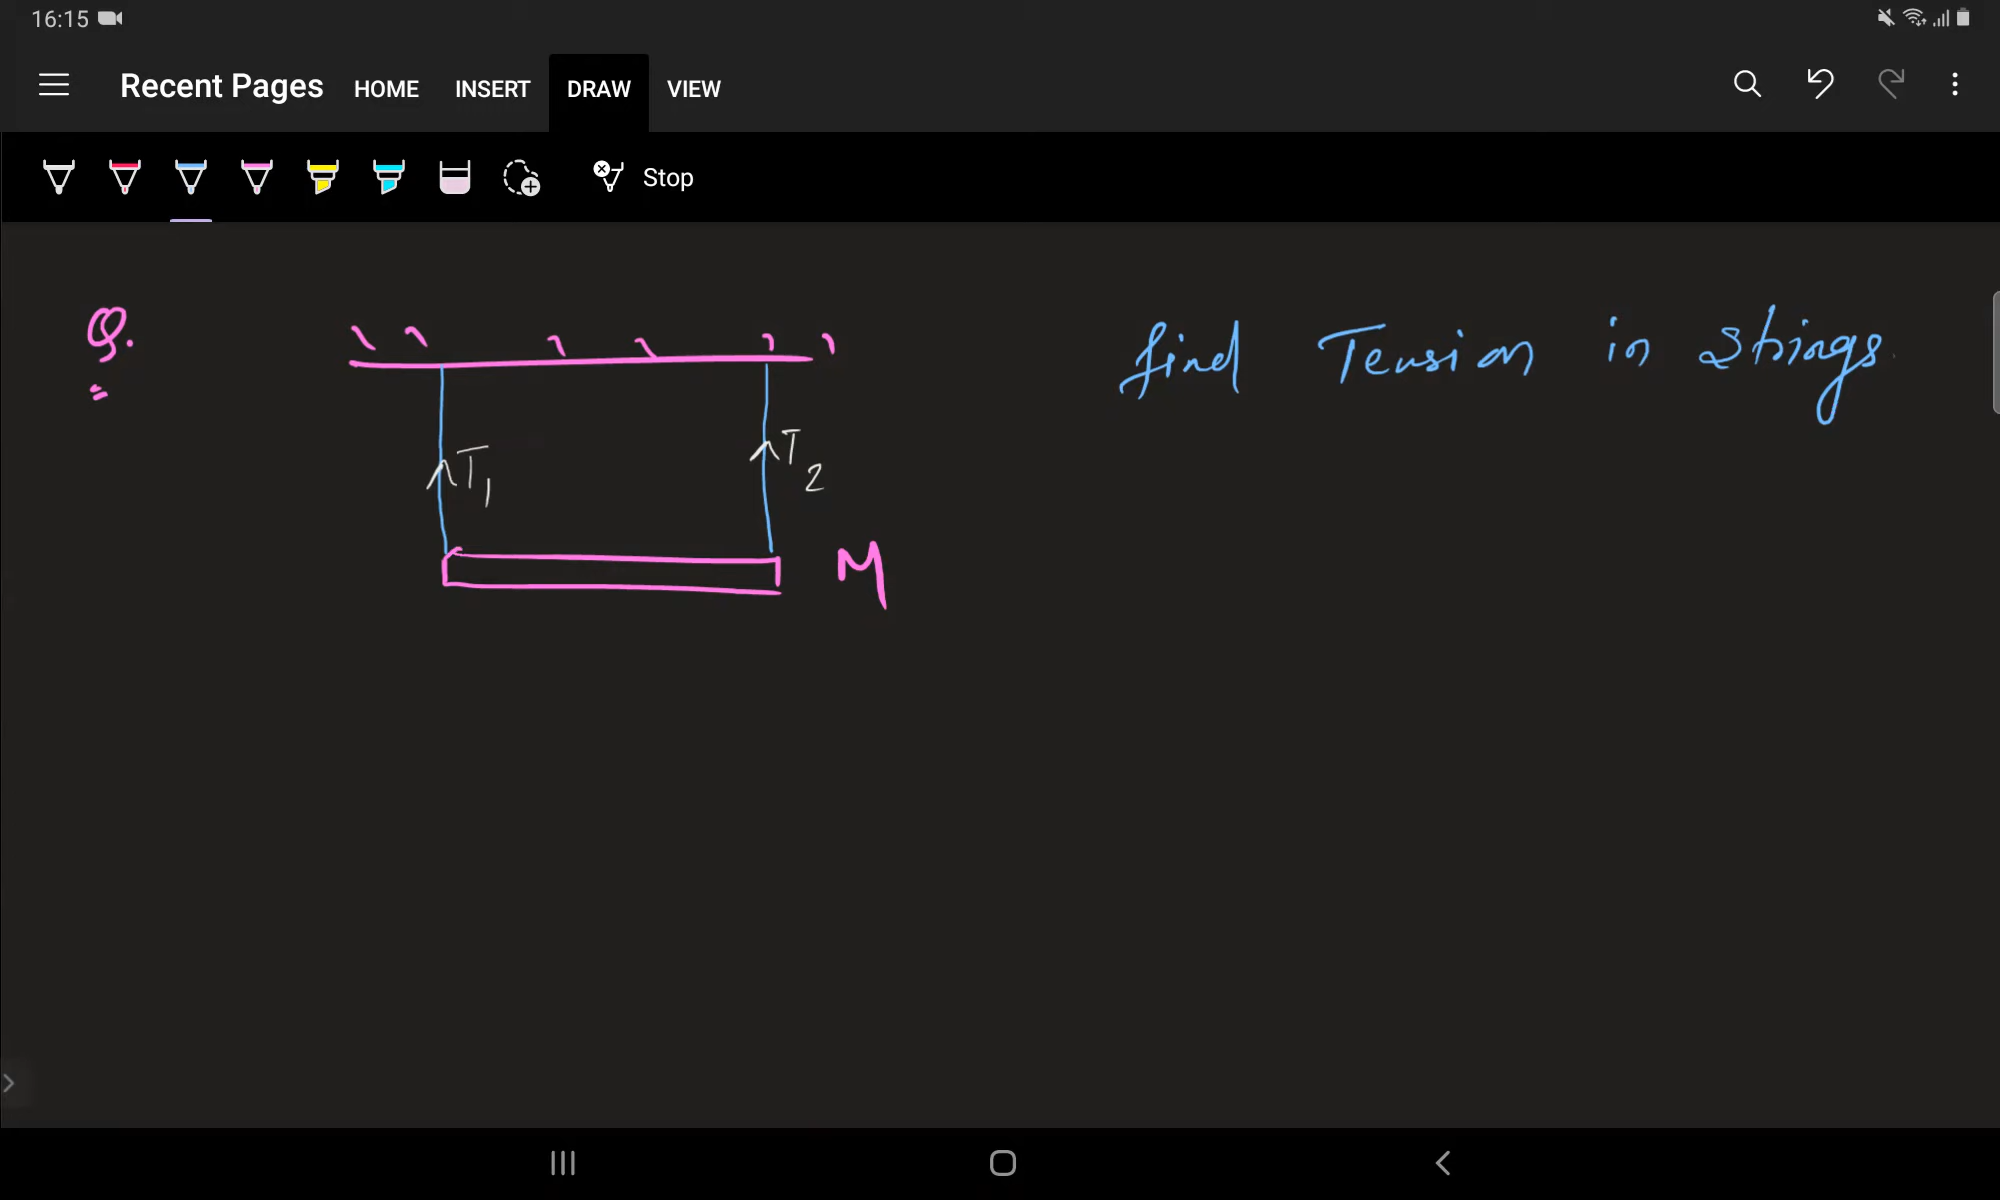 16:15
Recent Pages HOME INSERT DRAW VIEW
Stop
Q. find Tension in Strings
T1 T2
M